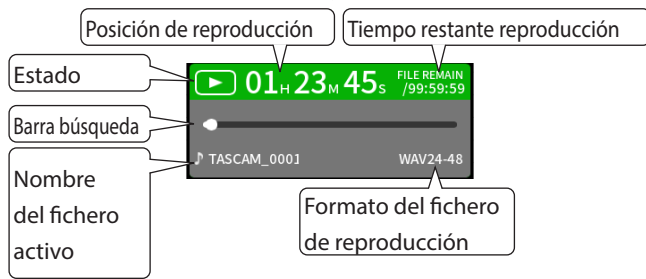 Posición de reproducción
Tiempo restante reproducción
Estado
01H 23M 45S
FILE REMAIN
/99:59:59
Barra búsqueda
TASCAM_0001
WAV24-48
Nombre
del fichero
activo
Formato del fichero
de reproducción